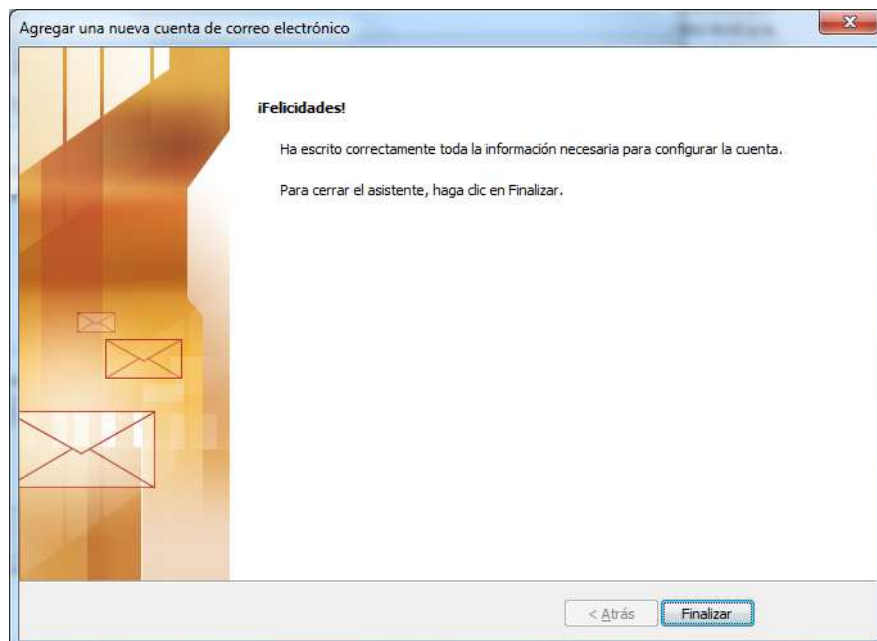 Agregar una nueva cuenta de correo electrónico
¡Felicidades!
Ha escrito correctamente toda la información necesaria para configurar la cuenta.
Para cerrar el asistente, haga clic en Finalizar.
< Atrás
Finalizar